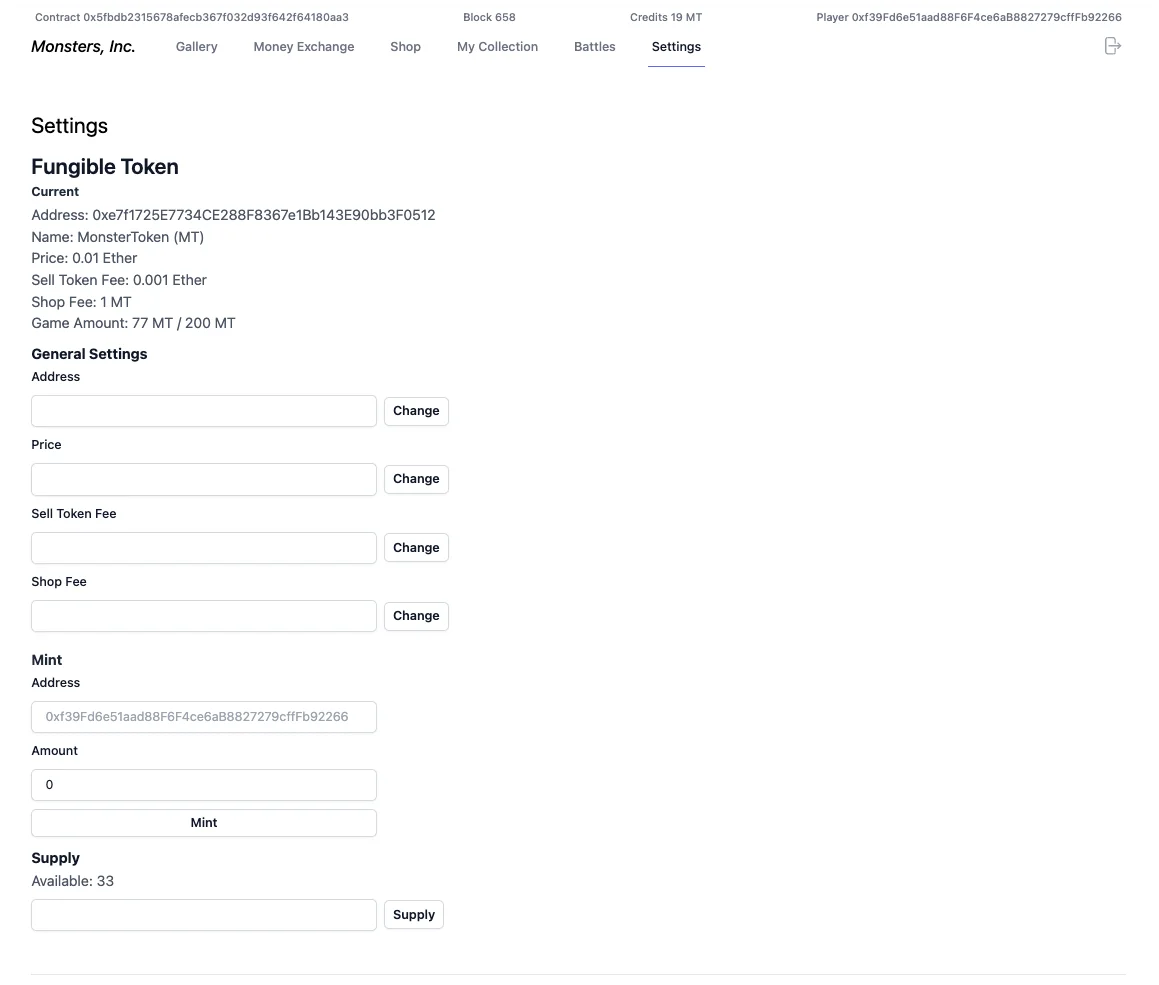 Contract 0x5fbdb2315678afecb367f032d93f642f64180aa3 Block 658 Credits 19 MT Player 0xf39Fd6e51aad88F6F4ce6aB8827279cffFb92266
Monsters, Inc. Gallery Money Exchange Shop My Collection Battles Settings
Settings
Fungible Token
Current
Address: 0xe7f1725E7734CE288F8367e1Bb143E90bb3F0512
Name: MonsterToken (MT)
Price: 0.01 Ether
Sell Token Fee: 0.001 Ether
Shop Fee: 1 MT
Game Amount: 77 MT / 200 MT
General Settings
Address
Change
Price
Change
Sell Token Fee
Change
Shop Fee
Change
Mint
Address
0xf39Fd6e51aad88F6F4ce6aB8827279cffFb92266
Amount
0
Mint
Supply
Available: 33
Supply